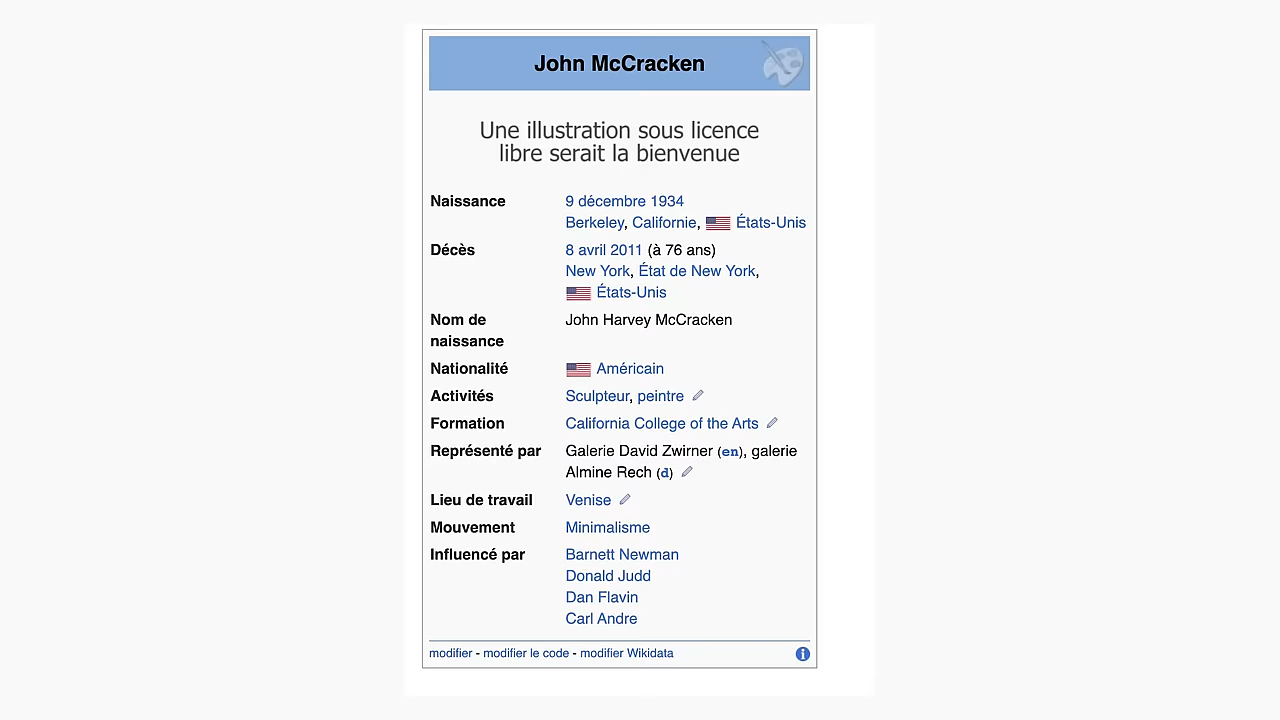 John McCracken
Une illustration sous licence
libre serait la bienvenue
Naissance 9 décembre 1934
Berkeley, Californie, États-Unis
Décès 8 avril 2011 (à 76 ans)
New York, État de New York,
États-Unis
Nom de John Harvey McCracken
naissance
Nationalité Américain
Activités Sculpteur, peintre
Formation California College of the Arts
Représenté par Galerie David Zwirner (en), galerie
Almine Rech (d)
Lieu de travail Venise
Mouvement Minimalisme
Influencé par Barnett Newman
Donald Judd
Dan Flavin
Carl Andre
modifier - modifier le code - modifier Wikidata